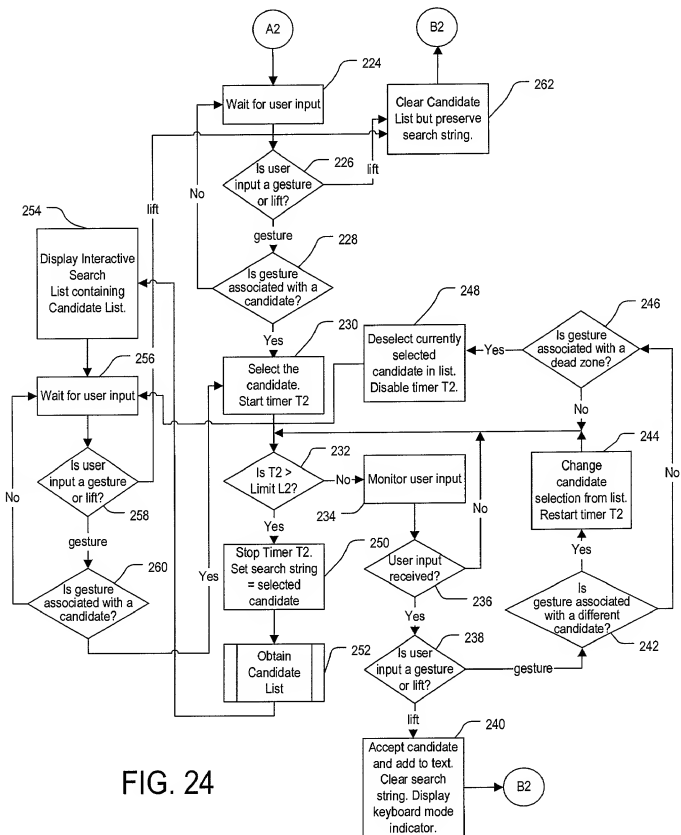 A2
B2
224
Wait for user input
Clear Candidate
List but preserve
search string.
262
Is user
input a gesture
or lift?
226
lift
No
lift
254
gesture
228
Display Interactive
Search
List containing
Candidate List.
Is gesture
associated with a
candidate?
248
246
Yes
230
Deselect currently
selected
candidate in list.
Disable timer T2.
Yes
Is gesture
associated with a
dead zone?
256
Wait for user input
Select the
candidate.
Start timer T2
No
232
244
Is user
input a gesture
or lift?
258
No
Is T2 >
Limit L2?
No
Monitor user input
234
No
Change
candidate
selection from list.
Restart timer T2
No
gesture
Yes
250
Yes
260
Yes
Stop Timer T2.
Set search string
= selected
candidate
User input
received?
236
Is
gesture associated
with a different
candidate?
242
Is gesture
associated with a
candidate?
Yes
238
Obtain
Candidate
List
252
Is user
input a gesture
or lift?
gesture
lift
240
Accept candidate
and add to text.
Clear search
string. Display
keyboard mode
indicator.
B2
FIG. 24